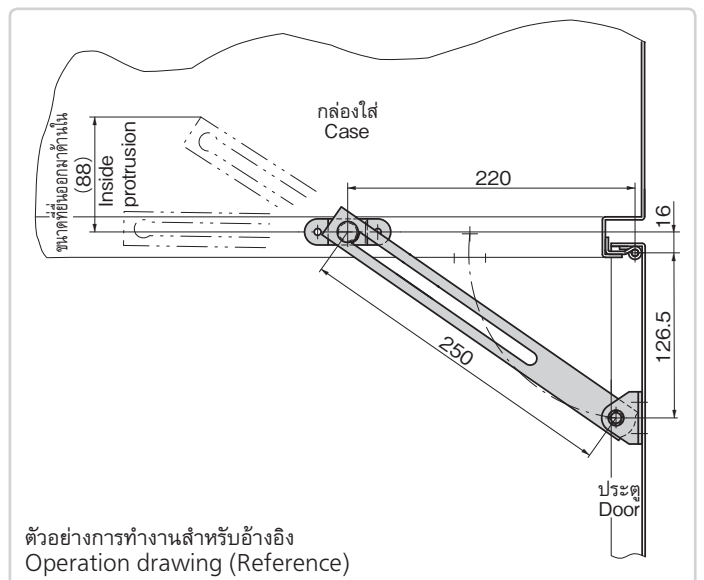 กล่องใส่
Case
220
16
ขนาดที่ยื่นออกมาด้านใน
(88)
Inside
protrusion
250
126.5
ประตู
Door
ตัวอย่างการทำงานสำหรับอ้างอิง
Operation drawing (Reference)